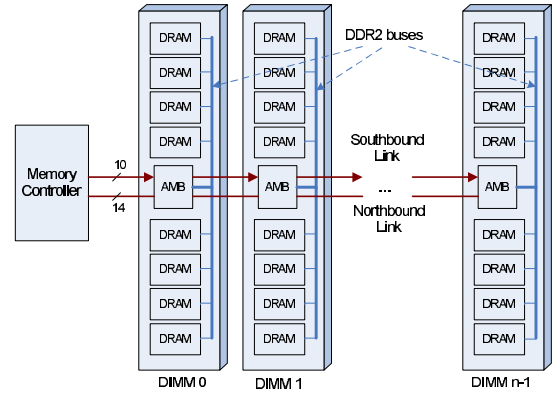 DDR2 buses
DRAM
DRAM
DRAM
DRAM
AMB
DRAM
DRAM
DRAM
DRAM
DIMM 0
DRAM
DRAM
DRAM
DRAM
AMB
DRAM
DRAM
DRAM
DRAM
DIMM 1
DRAM
DRAM
DRAM
DRAM
AMB
DRAM
DRAM
DRAM
DRAM
DIMM n-1
Memory
Controller
10
14
Southbound
Link
...
Northbound
Link